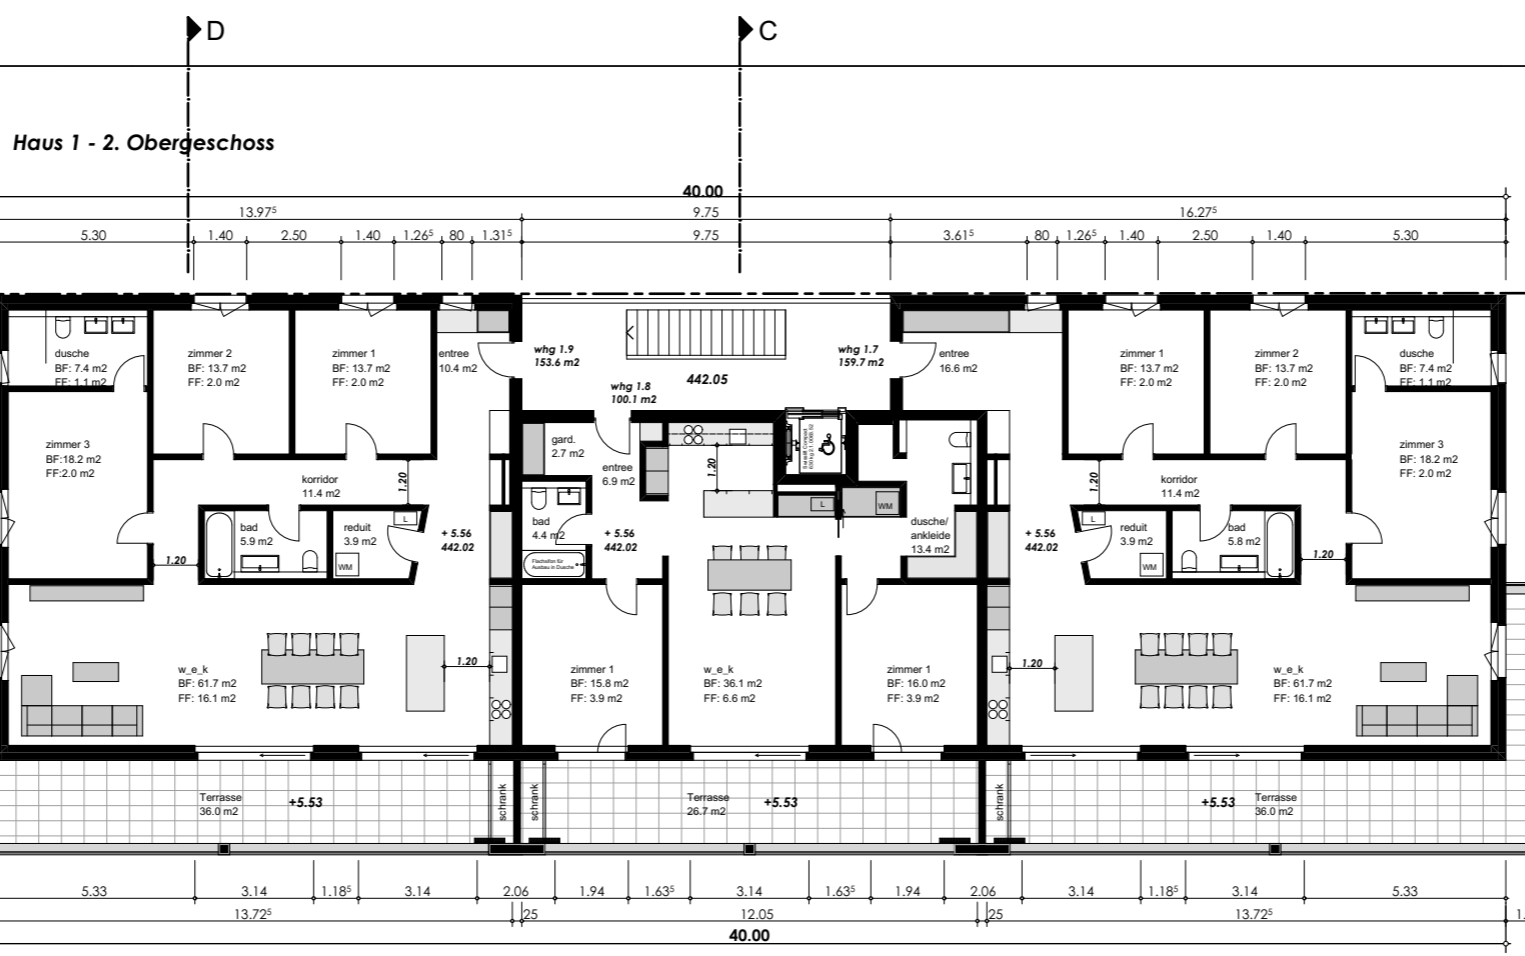 D
C
Haus 1 - 2. Obergeschoss
40.00
13.97⁵
9.75
16.27⁵
5.30
1.40
2.50
1.40
1.26⁵
80
1.31⁵
9.75
3.61⁵
80
1.26⁵
1.40
2.50
1.40
5.30
dusche
BF: 7.4 m2
FF: 1.1 m2
zimmer 2
BF: 13.7 m2
FF: 2.0 m2
zimmer 1
BF: 13.7 m2
FF: 2.0 m2
entree
10.4 m2
whg 1.9
153.6 m2
whg 1.8
100.1 m2
442.05
whg 1.7
159.7 m2
entree
16.6 m2
zimmer 1
BF: 13.7 m2
FF: 2.0 m2
zimmer 2
BF: 13.7 m2
FF: 2.0 m2
dusche
BF: 7.4 m2
FF: 1.1 m2
zimmer 3
BF:18.2 m2
FF:2.0 m2
korridor
11.4 m2
1.20
gard.
2.7 m2
entree
6.9 m2
1.20
1.20
korridor
11.4 m2
zimmer 3
BF: 18.2 m2
FF: 2.0 m2
bad
5.9 m2
reduit
3.9 m2
L
WM
1.20
+ 5.56
442.02
bad
4.4 m2
Flachsifon für
Ausbau in Dusche
+ 5.56
442.02
L
WM
dusche/
ankleide
13.4 m2
+ 5.56
442.02
L
reduit
3.9 m2
WM
bad
5.8 m2
1.20
w_e_k
BF: 61.7 m2
FF: 16.1 m2
1.20
zimmer 1
BF: 15.8 m2
FF: 3.9 m2
w_e_k
BF: 36.1 m2
FF: 6.6 m2
zimmer 1
BF: 16.0 m2
FF: 3.9 m2
1.20
w_e_k
BF: 61.7 m2
FF: 16.1 m2
Terrasse
36.0 m2
+5.53
schrank
schrank
Terrasse
26.7 m2
+5.53
schrank
+5.53
Terrasse
36.0 m2
5.33
3.14
1.18⁵
3.14
2.06
1.94
1.63⁵
3.14
1.63⁵
1.94
2.06
3.14
1.18⁵
3.14
5.33
13.72⁵
25
12.05
25
13.72⁵
1.
40.00